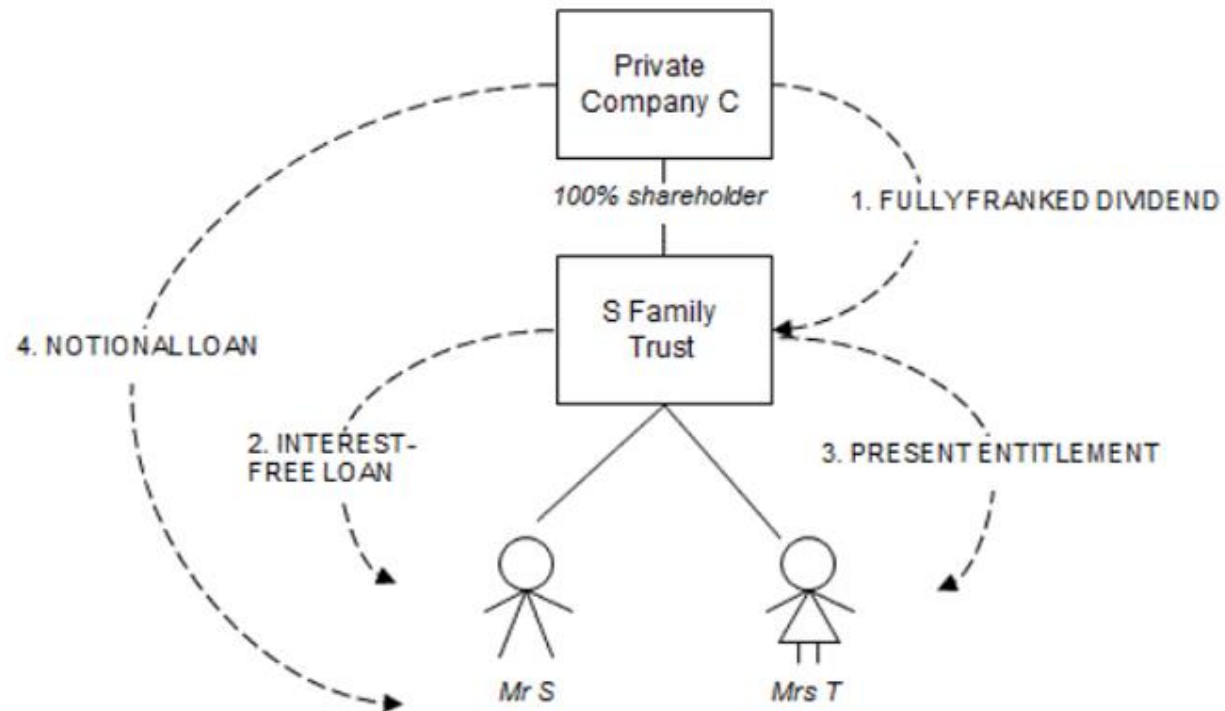 Private
Company C
100% shareholder
1. FULLY FRANKED DIVIDEND
S Family
Trust
4. NOTIONAL LOAN
2. INTEREST-
FREE LOAN
3. PRESENT ENTITLEMENT
Mr S
Mrs T